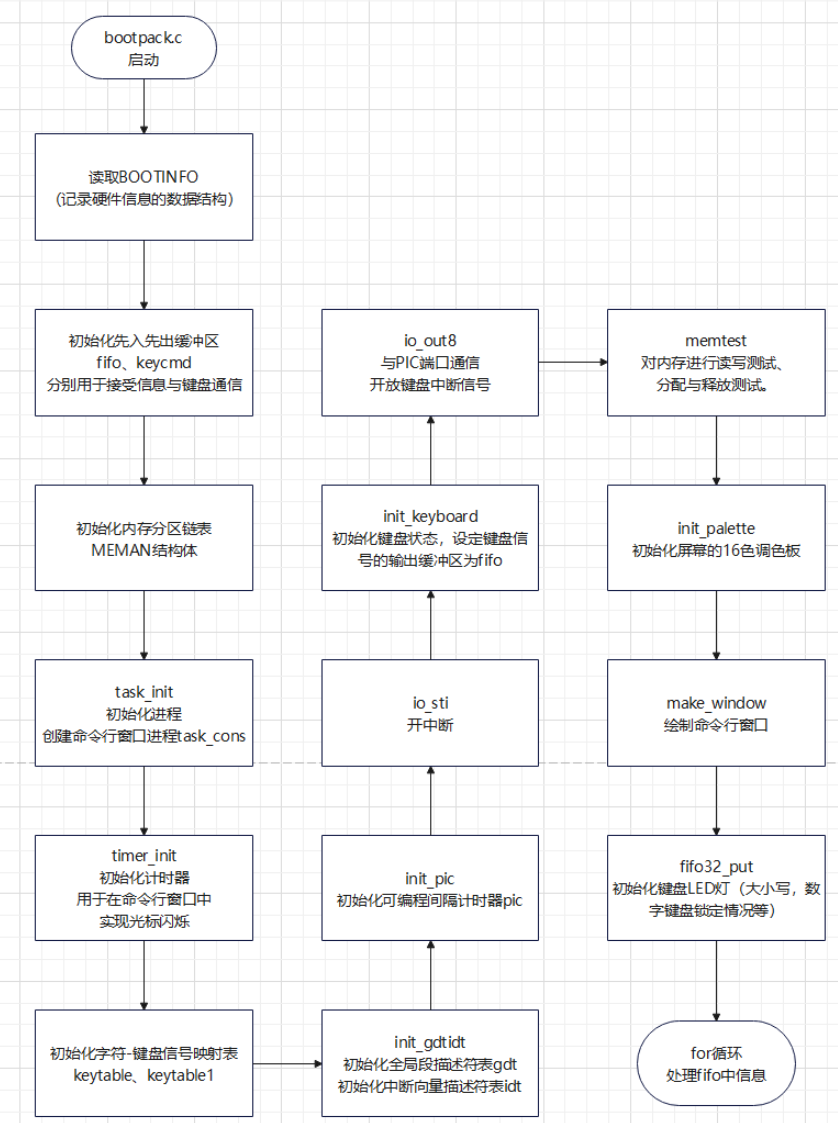 bootpack.c
启动
读取BOOTINFO
（记录硬件信息的数据结构）
初始化先入先出缓冲区
fifo、keycmd
分别用于接受信息与键盘通信
初始化内存分区链表
MEMAN结构体
task_init
初始化进程
创建命令行窗口进程task_cons
timer_init
初始化计时器
用于在命令行窗口中
实现光标闪烁
初始化字符-键盘信号映射表
keytable、keytable1
init_gdtidt
初始化全局段描述符表gdt
初始化中断向量描述符表idt
init_pic
初始化可编程间隔计时器pic
io_sti
开中断
init_keyboard
初始化键盘状态，设定键盘信
号的输出缓冲区为fifo
io_out8
与PIC端口通信
开放键盘中断信号
memtest
对内存进行读写测试、
分配与释放测试。
init_palette
初始化屏幕的16色调色板
make_window
绘制命令行窗口
fifo32_put
初始化键盘LED灯（大小写，数
字键盘锁定情况等）
for循环
处理fifo中信息